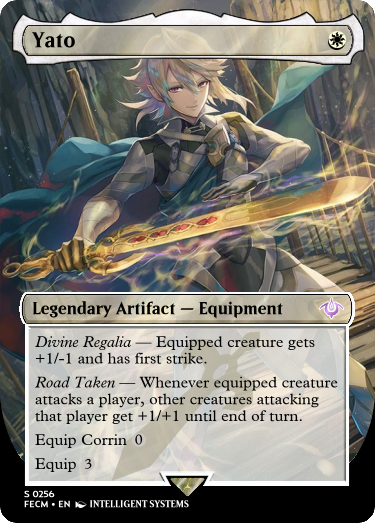 Yato
Legendary Artifact — Equipment
Divine Regalia — Equipped creature gets
+1/-1 and has first strike.
Road Taken — Whenever equipped creature
attacks a player, other creatures attacking
that player get +1/+1 until end of turn.
Equip Corrin 0
Equip 3
S 0256
FECM • EN INTELLIGENT SYSTEMS